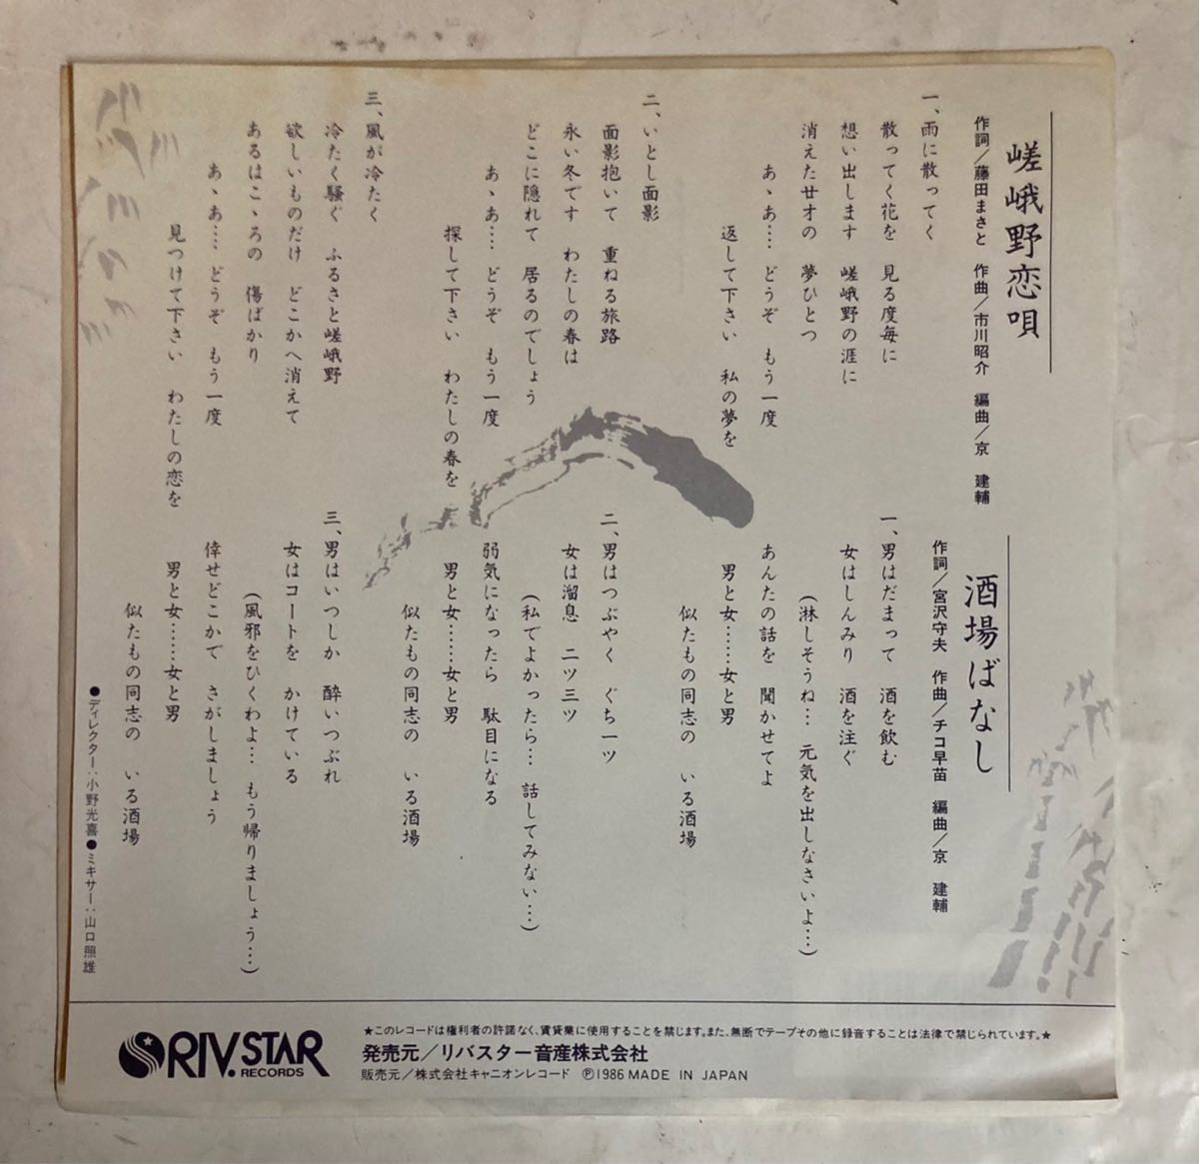 嵯峨野恋唄
作詞／藤田まさと 作曲／市川昭介 編曲／京 建輔
一、雨に散ってく
散ってく花を 見る度毎に
想い出します 嵯峨野の涯に
消えた廿才の 夢ひとつ
あゝあ‥‥どうぞ もう一度
返して下さい 私の夢を
二、いとし面影
面影抱いて 重ねる旅路
永い冬です わたしの春は
どこに隠れて 居るのでしょう
あゝあ‥‥どうぞ もう一度
探して下さい わたしの春を
三、風が冷たく
冷たく騒ぐ ふるさと嵯峨野
欲しいものだけ どこかへ消えて
あるはこゝろの 傷ばかり
あゝあ‥‥どうぞ もう一度
見つけて下さい わたしの恋を
酒場ばなし
作詞／宮沢守夫 作曲／チコ早苗 編曲／京 建輔
一、男はだまって 酒を飲む
女はしんみり 酒を注ぐ
(淋しそうね… 元気を出しなさいよ…)
あんたの話を 聞かせてよ
男と女……女と男
似たもの同志の いる酒場
二、男はつぶやく ぐち一ツ
女は溜息 二ツ三ツ
(私でよかったら… 話してみない…)
弱気になったら 駄目になる
男と女……女と男
似たもの同志の いる酒場
三、男はいつしか 酔いつぶれ
女はコートを かけている
(風邪をひくわよ… もう帰りましょう…)
倖せどこかで さがしましょう
男と女……女と男
似たもの同志の いる酒場
●ディレクター：小野光喜●ミキサー：山口照雄
RIV.STAR
RECORDS
★このレコードは権利者の許諾なく、賃貸業に使用することを禁じます。また、無断でテープその他に録音することは法律で禁じられています。★
発売元／リバスター音産株式会社
販売元／株式会社キャニオンレコード Ⓟ1986 MADE IN JAPAN